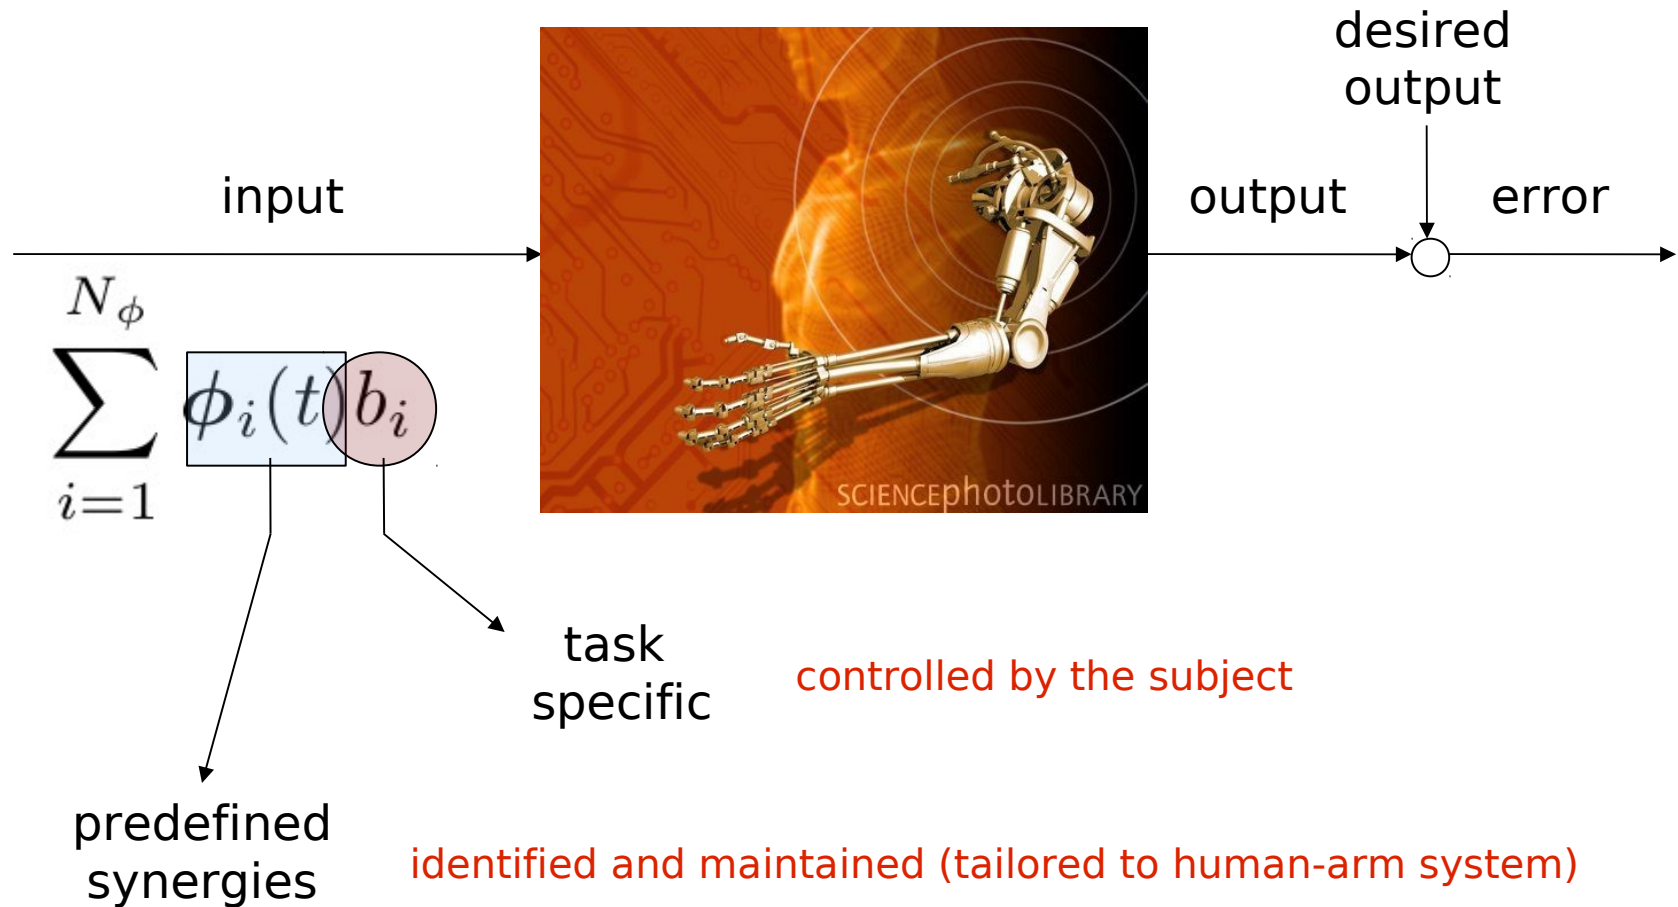 desired
output
input
output
error
N_ϕ
∑ ϕ_i(t) b_i
i=1
SCIENCEphotoLIBRARY
task
specific
controlled by the subject
predefined
synergies
identified and maintained (tailored to human-arm system)